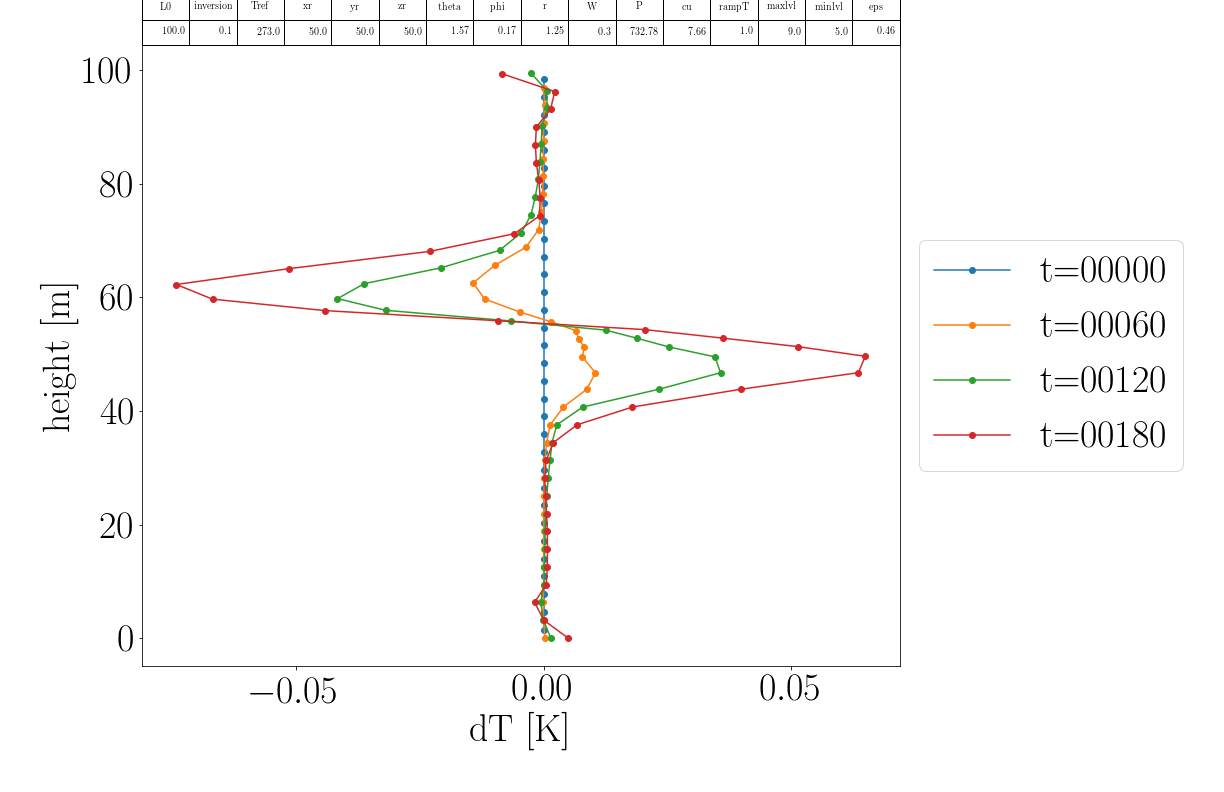 L0 inversion Tref xr yr zr theta phi r W P cu rampT maxlvl minlvl eps
100.0 0.1 273.0 50.0 50.0 50.0 1.57 0.17 1.25 0.3 732.78 7.66 1.0 9.0 5.0 0.46
100
80
60
40
20
0
height [m]
−0.05 0.00 0.05
dT [K]
t=00000
t=00060
t=00120
t=00180